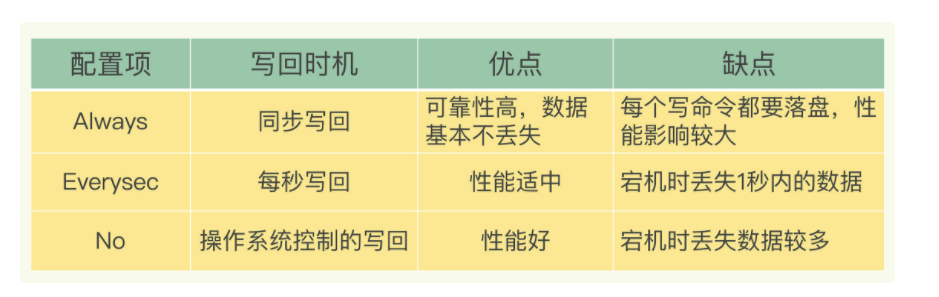 配置项 写回时机 优点 缺点
Always 同步写回 可靠性高，数据基本不丢失 每个写命令都要落盘，性能影响较大
Everysec 每秒写回 性能适中 宕机时丢失1秒内的数据
No 操作系统控制的写回 性能好 宕机时丢失数据较多